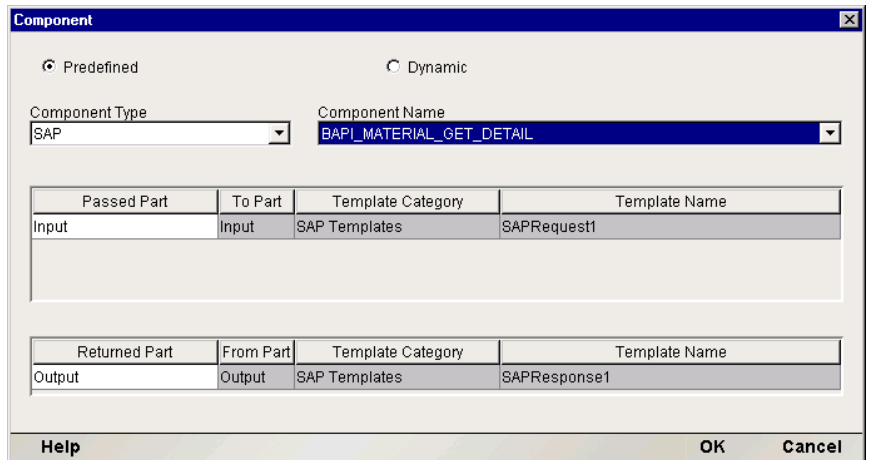 Component
Predefined Dynamic
Component Type Component Name
SAP BAPI_MATERIAL_GET_DETAIL
Passed Part To Part Template Category Template Name
Input Input SAP Templates SAPRequest1
Returned Part From Part Template Category Template Name
Output Output SAP Templates SAPResponse1
Help OK Cancel